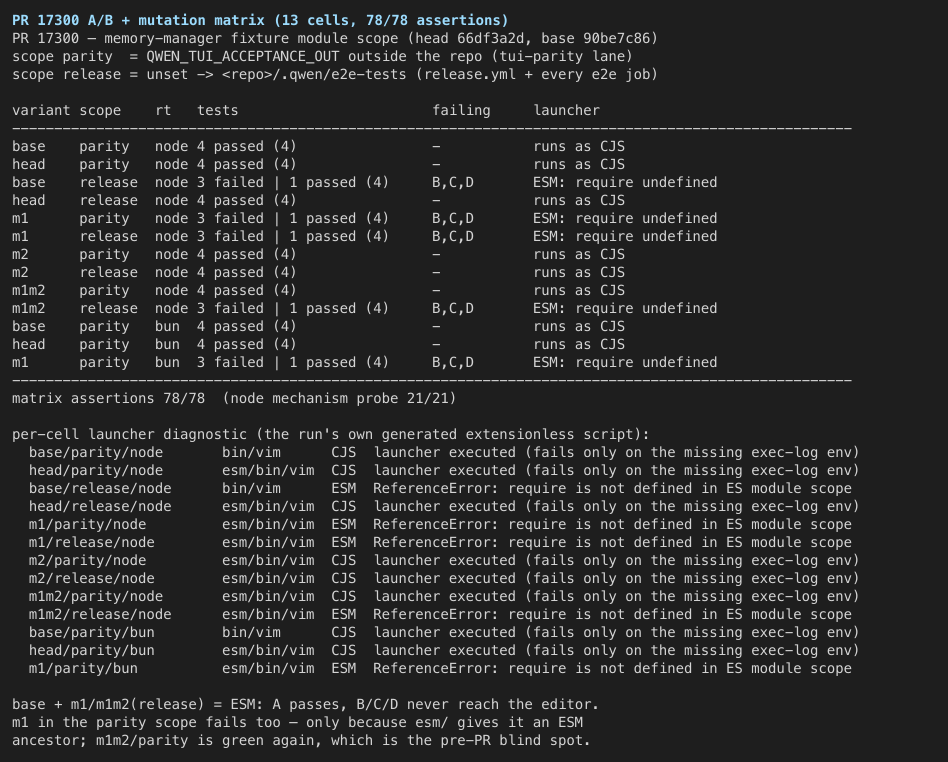 PR 17300 A/B + mutation matrix (13 cells, 78/78 assertions)
PR 17300 — memory-manager fixture module scope (head 66df3a2d, base 90be7c86)
scope parity  = QWEN_TUI_ACCEPTANCE_OUT outside the repo (tui-parity lane)
scope release = unset -> <repo>/.qwen/e2e-tests (release.yml + every e2e job)
variant scope    rt   tests                       failing     launcher
base    parity   node 4 passed (4)                –           runs as CJS
head    parity   node 4 passed (4)                –           runs as CJS
base    release  node 3 failed | 1 passed (4)     B,C,D       ESM: require undefined
head    release  node 4 passed (4)                –           runs as CJS
m1      parity   node 3 failed | 1 passed (4)     B,C,D       ESM: require undefined
m1      release  node 3 failed | 1 passed (4)     B,C,D       ESM: require undefined
m2      parity   node 4 passed (4)                –           runs as CJS
m2      release  node 4 passed (4)                –           runs as CJS
m1m2    parity   node 4 passed (4)                –           runs as CJS
m1m2    release  node 3 failed | 1 passed (4)     B,C,D       ESM: require undefined
base    parity   bun  4 passed (4)                –           runs as CJS
head    parity   bun  4 passed (4)                –           runs as CJS
m1      parity   bun  3 failed | 1 passed (4)     B,C,D       ESM: require undefined
matrix assertions 78/78  (node mechanism probe 21/21)
per-cell launcher diagnostic (the run's own generated extensionless script):
base/parity/node       bin/vim      CJS  launcher executed (fails only on the missing exec-log env)
head/parity/node       esm/bin/vim  CJS  launcher executed (fails only on the missing exec-log env)
base/release/node      bin/vim      ESM  ReferenceError: require is not defined in ES module scope
head/release/node      esm/bin/vim  CJS  launcher executed (fails only on the missing exec-log env)
m1/parity/node         esm/bin/vim  ESM  ReferenceError: require is not defined in ES module scope
m1/release/node        esm/bin/vim  ESM  ReferenceError: require is not defined in ES module scope
m2/parity/node         esm/bin/vim  CJS  launcher executed (fails only on the missing exec-log env)
m2/release/node        esm/bin/vim  CJS  launcher executed (fails only on the missing exec-log env)
m1m2/parity/node       esm/bin/vim  CJS  launcher executed (fails only on the missing exec-log env)
m1m2/release/node      esm/bin/vim  ESM  ReferenceError: require is not defined in ES module scope
base/parity/bun        bin/vim      CJS  launcher executed (fails only on the missing exec-log env)
head/parity/bun        esm/bin/vim  CJS  launcher executed (fails only on the missing exec-log env)
m1/parity/bun          esm/bin/vim  ESM  ReferenceError: require is not defined in ES module scope
base + m1/m1m2(release) = ESM: A passes, B/C/D never reach the editor.
m1 in the parity scope fails too — only because esm/ gives it an ESM
ancestor; m1m2/parity is green again, which is the pre-PR blind spot.